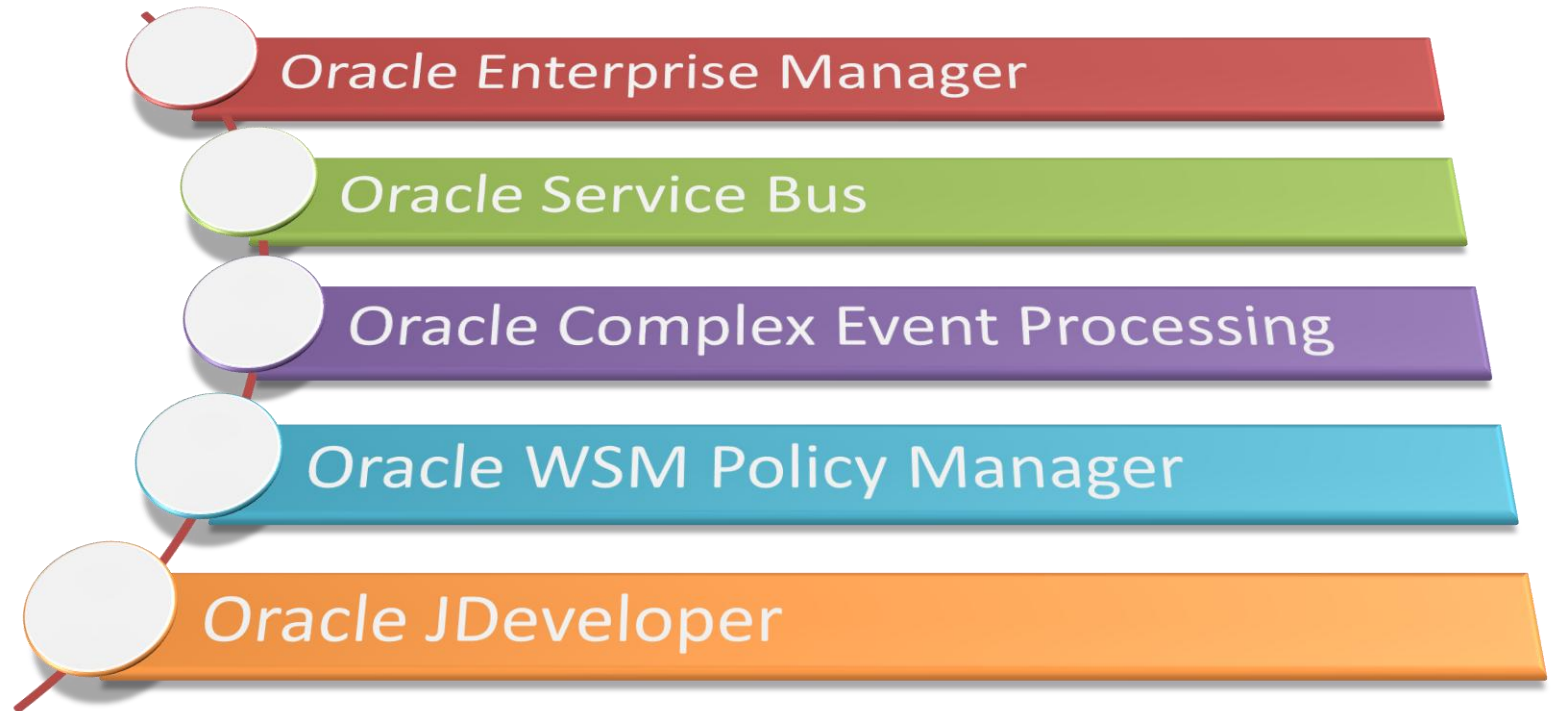 Oracle Enterprise Manager
Oracle Service Bus
Oracle Complex Event Processing
Oracle WSM Policy Manager
Oracle JDeveloper